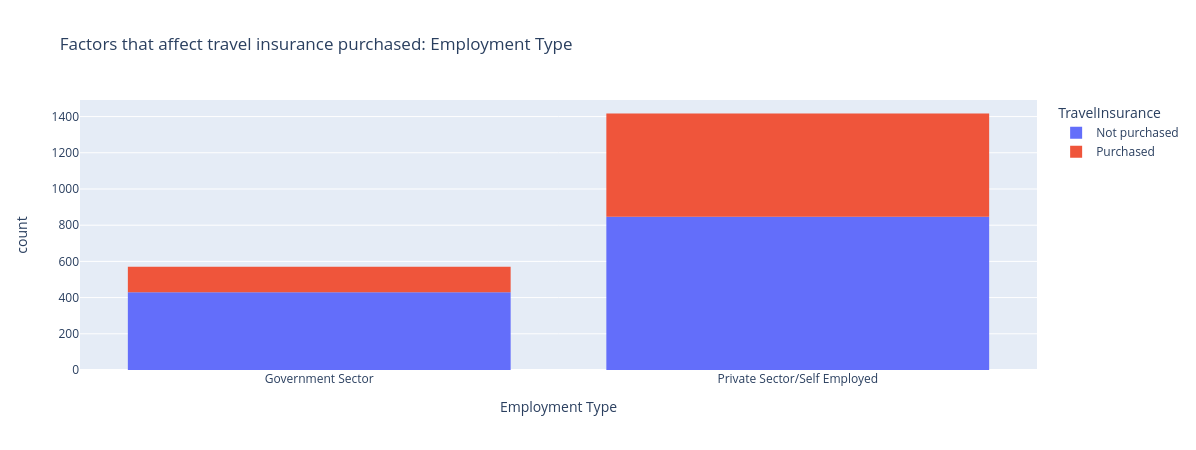 Factors that affect travel insurance purchased: Employment Type
TravelInsurance
Not purchased
Purchased
1400
1200
1000
800
600
400
200
0
count
Government Sector
Private Sector/Self Employed
Employment Type